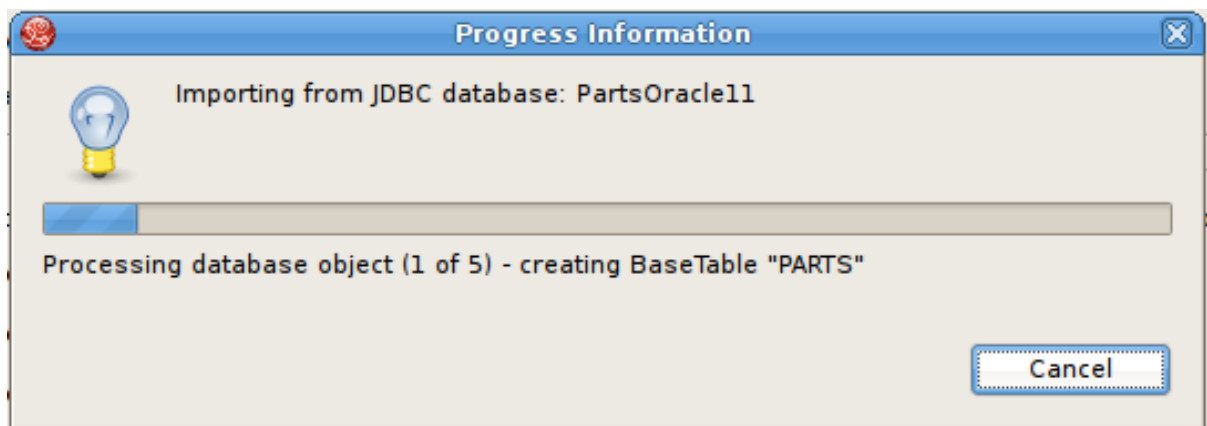 Progress Information
Importing from JDBC database: PartsOracle11
Processing database object (1 of 5) - creating BaseTable "PARTS"
Cancel